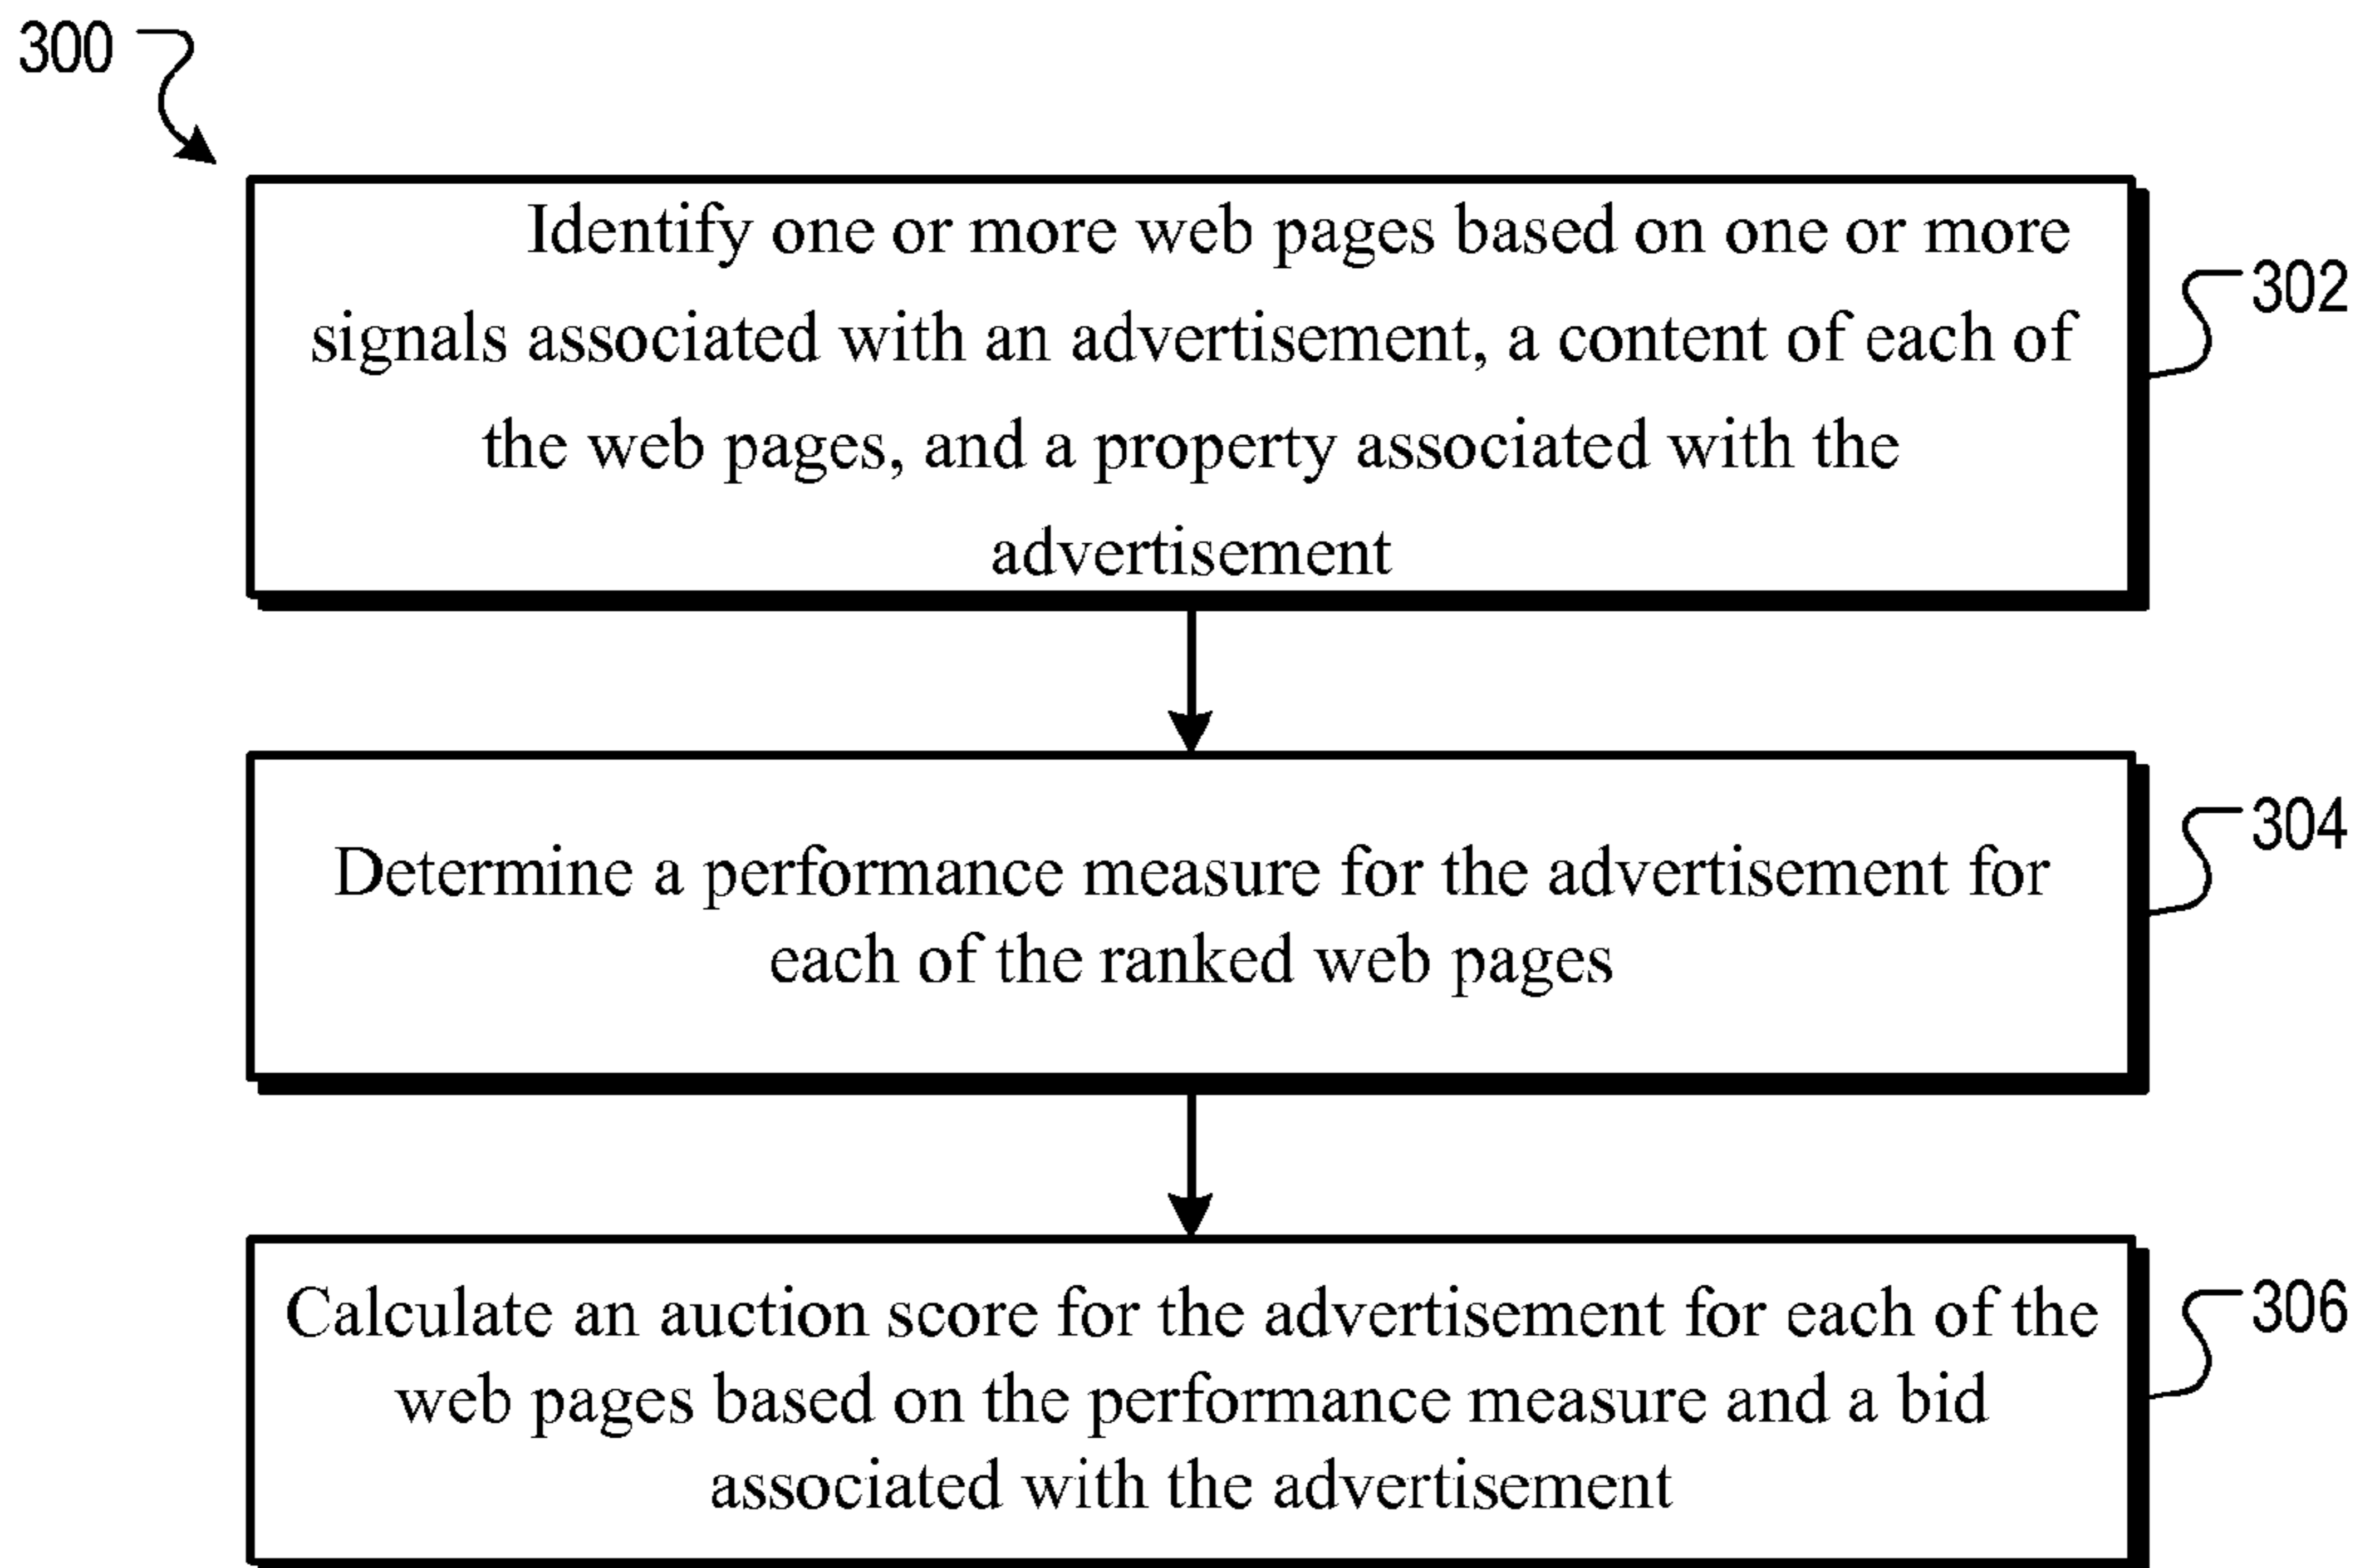 300
Identify one or more web pages based on one or more
signals associated with an advertisement, a content of each of
the web pages, and a property associated with the
advertisement
302
Determine a performance measure for the advertisement for
each of the ranked web pages
304
Calculate an auction score for the advertisement for each of the
web pages based on the performance measure and a bid
associated with the advertisement
306